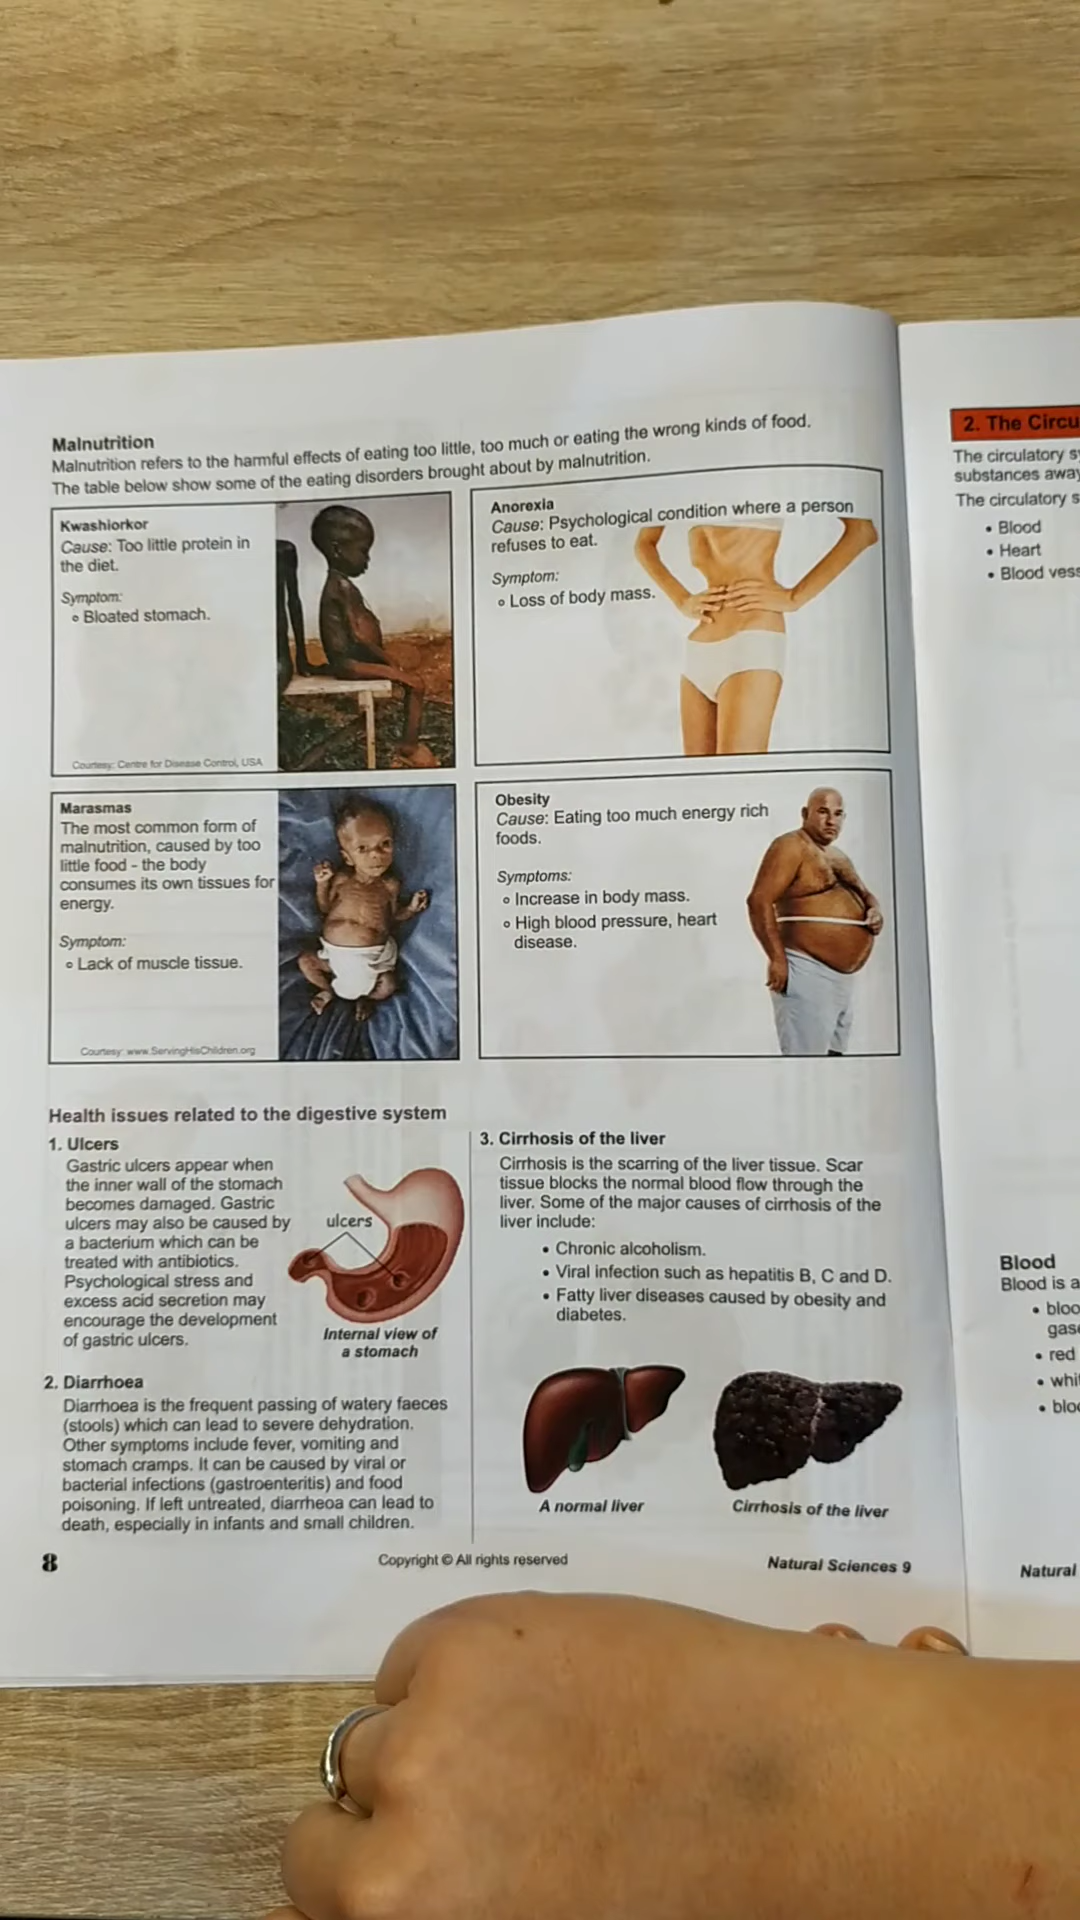 Malnutrition
Malnutrition refers to the harmful effects of eating too little, too much or eating the wrong kinds of food.
The table below show some of the eating disorders brought about by malnutrition.
Kwashiorkor
Cause: Too little protein in
the diet.
Symptom:
Bloated stomach.
Courtesy: Centre for Disease Control, USA
Anorexia
Cause: Psychological condition where a person
refuses to eat.
Symptom:
Loss of body mass.
Marasmas
The most common form of
malnutrition, caused by too
little food - the body
consumes its own tissues for
energy.
Symptom:
Lack of muscle tissue.
Courtesy: www.ServingHisChildren.org
Obesity
Cause: Eating too much energy rich
foods.
Symptoms:
Increase in body mass.
High blood pressure, heart
disease.
Health issues related to the digestive system
1. Ulcers
Gastric ulcers appear when
the inner wall of the stomach
becomes damaged. Gastric
ulcers may also be caused by
a bacterium which can be
treated with antibiotics.
Psychological stress and
excess acid secretion may
encourage the development
of gastric ulcers.
ulcers
Internal view of
a stomach
2. Diarrhoea
Diarrhoea is the frequent passing of watery faeces
(stools) which can lead to severe dehydration.
Other symptoms include fever, vomiting and
stomach cramps. It can be caused by viral or
bacterial infections (gastroenteritis) and food
poisoning. If left untreated, diarrheoa can lead to
death, especially in infants and small children.
3. Cirrhosis of the liver
Cirrhosis is the scarring of the liver tissue. Scar
tissue blocks the normal blood flow through the
liver. Some of the major causes of cirrhosis of the
liver include:
• Chronic alcoholism.
• Viral infection such as hepatitis B, C and D.
• Fatty liver diseases caused by obesity and
diabetes.
A normal liver
Cirrhosis of the liver
8
Copyright © All rights reserved
Natural Sciences 9
2. The Circu
The circulatory s
substances away
The circulatory s
• Blood
• Heart
• Blood vess
Blood
Blood is a
• bloo
gase
• red
• whi
• bloo
Natural